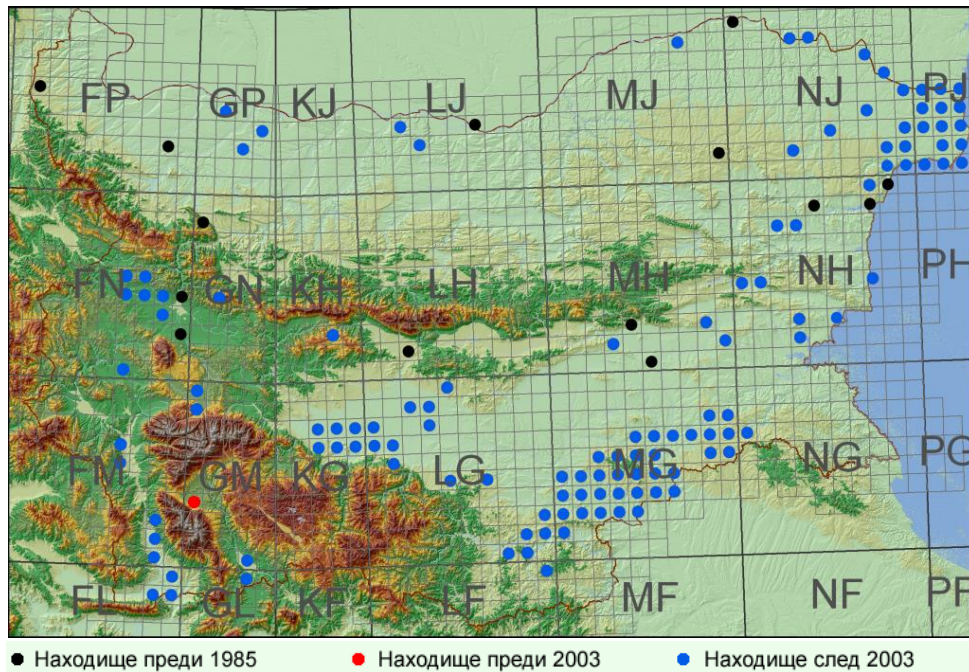 FP GP KJ LJ MJ NJ PJ
FN GN KH LH MH NH PH
FM GM KG LG MG NG PG
FL GL KF LF MF NF PF
Находище преди 1985 Находище преди 2003 Находище след 2003